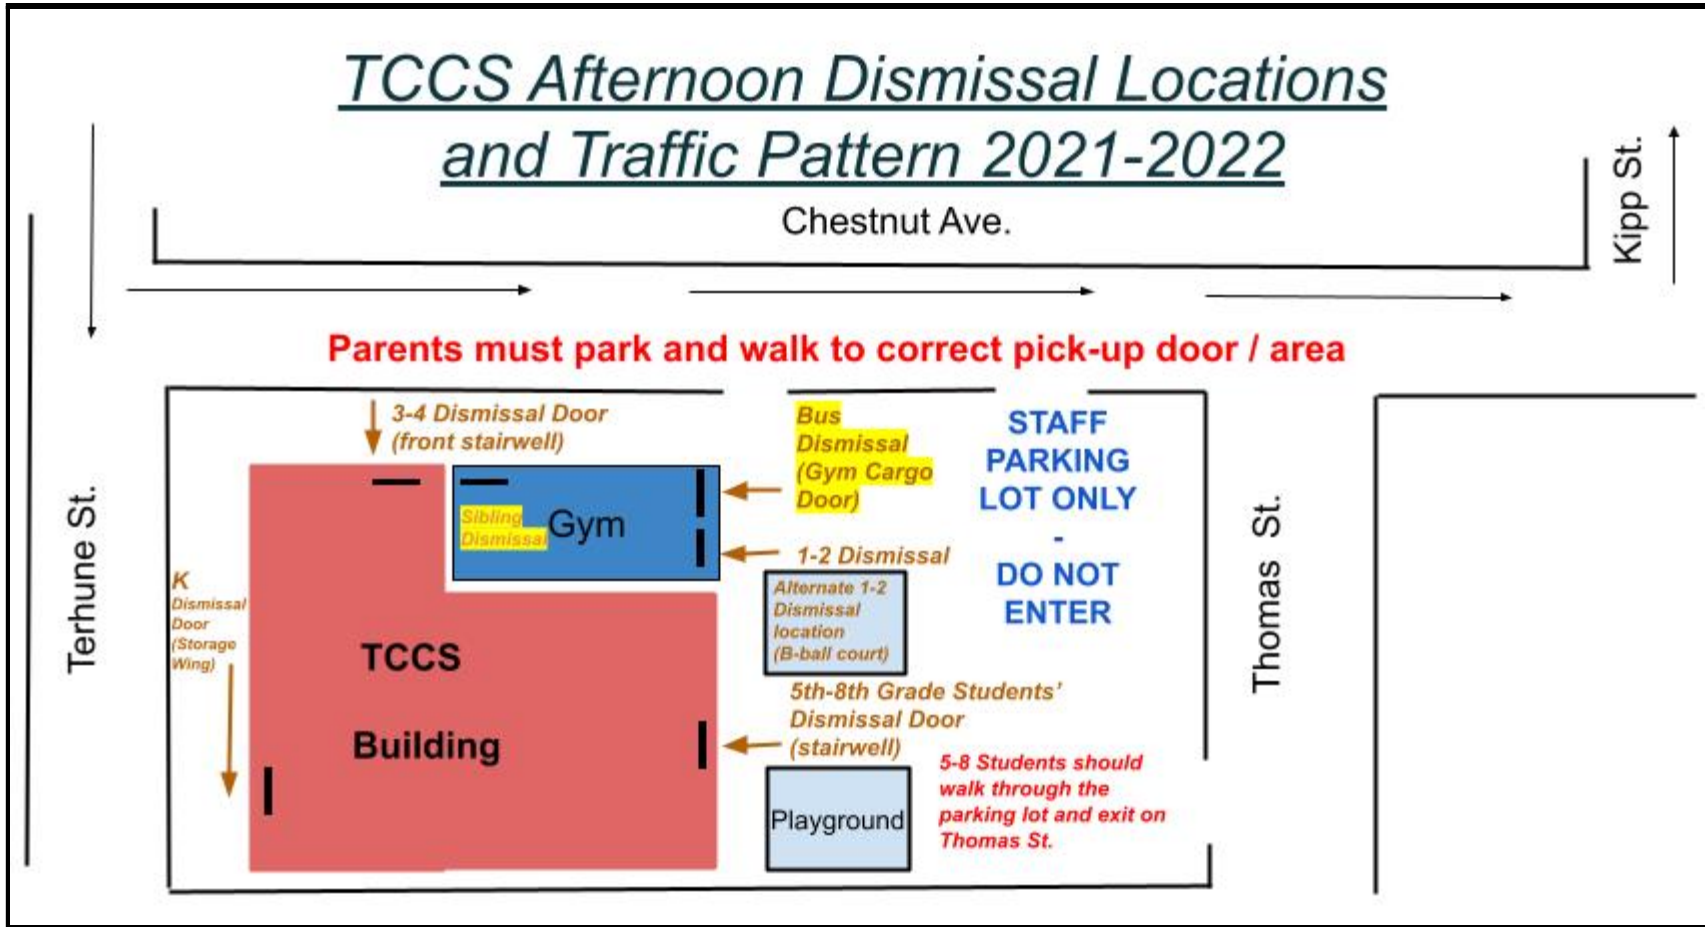 TCCS Afternoon Dismissal Locations
and Traffic Pattern 2021-2022
Chestnut Ave.
Kipp St.
Parents must park and walk to correct pick-up door / area
3-4 Dismissal Door
(front stairwell)
Bus
Dismissal
(Gym Cargo
Door)
STAFF
PARKING
LOT ONLY
-
DO NOT
ENTER
Terhune St.
Sibling
Dismissal
Gym
1-2 Dismissal
Thomas St.
K
Dismissal
Door
(Storage
Wing)
Alternate 1-2
Dismissal
location
(B-ball court)
TCCS
Building
5th-8th Grade Students'
Dismissal Door
(stairwell)
5-8 Students should
walk through the
parking lot and exit on
Thomas St.
Playground